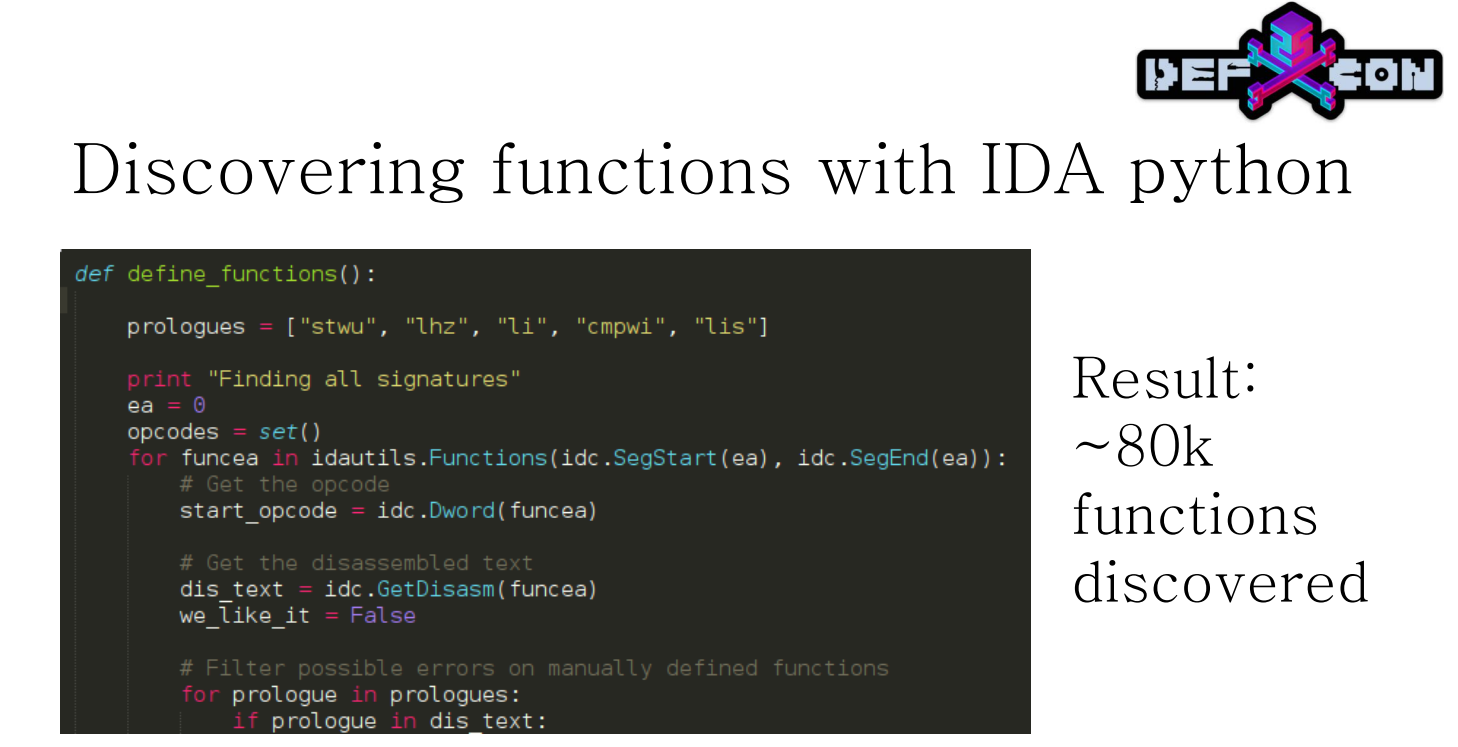 DEF CON
Discovering functions with IDA python
def define_functions():
prologues = ["stwu", "lhz", "li", "cmpwi", "lis"]
print "Finding all signatures"
ea = 0
opcodes = set()
for funcea in idautils.Functions(idc.SegStart(ea), idc.SegEnd(ea)):
# Get the opcode
start_opcode = idc.Dword(funcea)
# Get the disassembled text
dis_text = idc.GetDisasm(funcea)
we_like_it = False
# Filter possible errors on manually defined functions
for prologue in prologues:
if prologue in dis_text:
Result:
~80k
functions
discovered